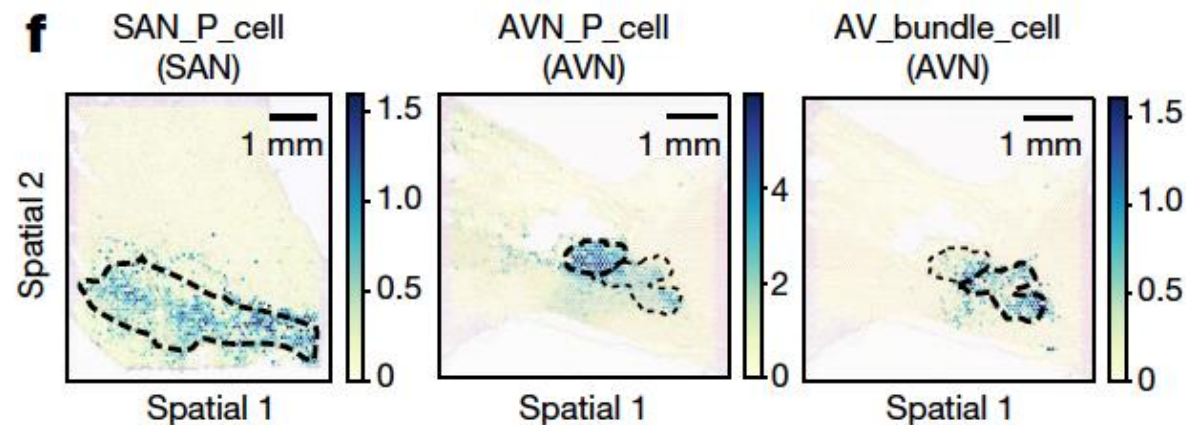 f
SAN_P_cell
(SAN)
AVN_P_cell
(AVN)
AV_bundle_cell
(AVN)
1 mm
1.5
1.0
0.5
0
1 mm
4
2
0
1 mm
1.5
1.0
0.5
0
Spatial 2
Spatial 1
Spatial 1
Spatial 1